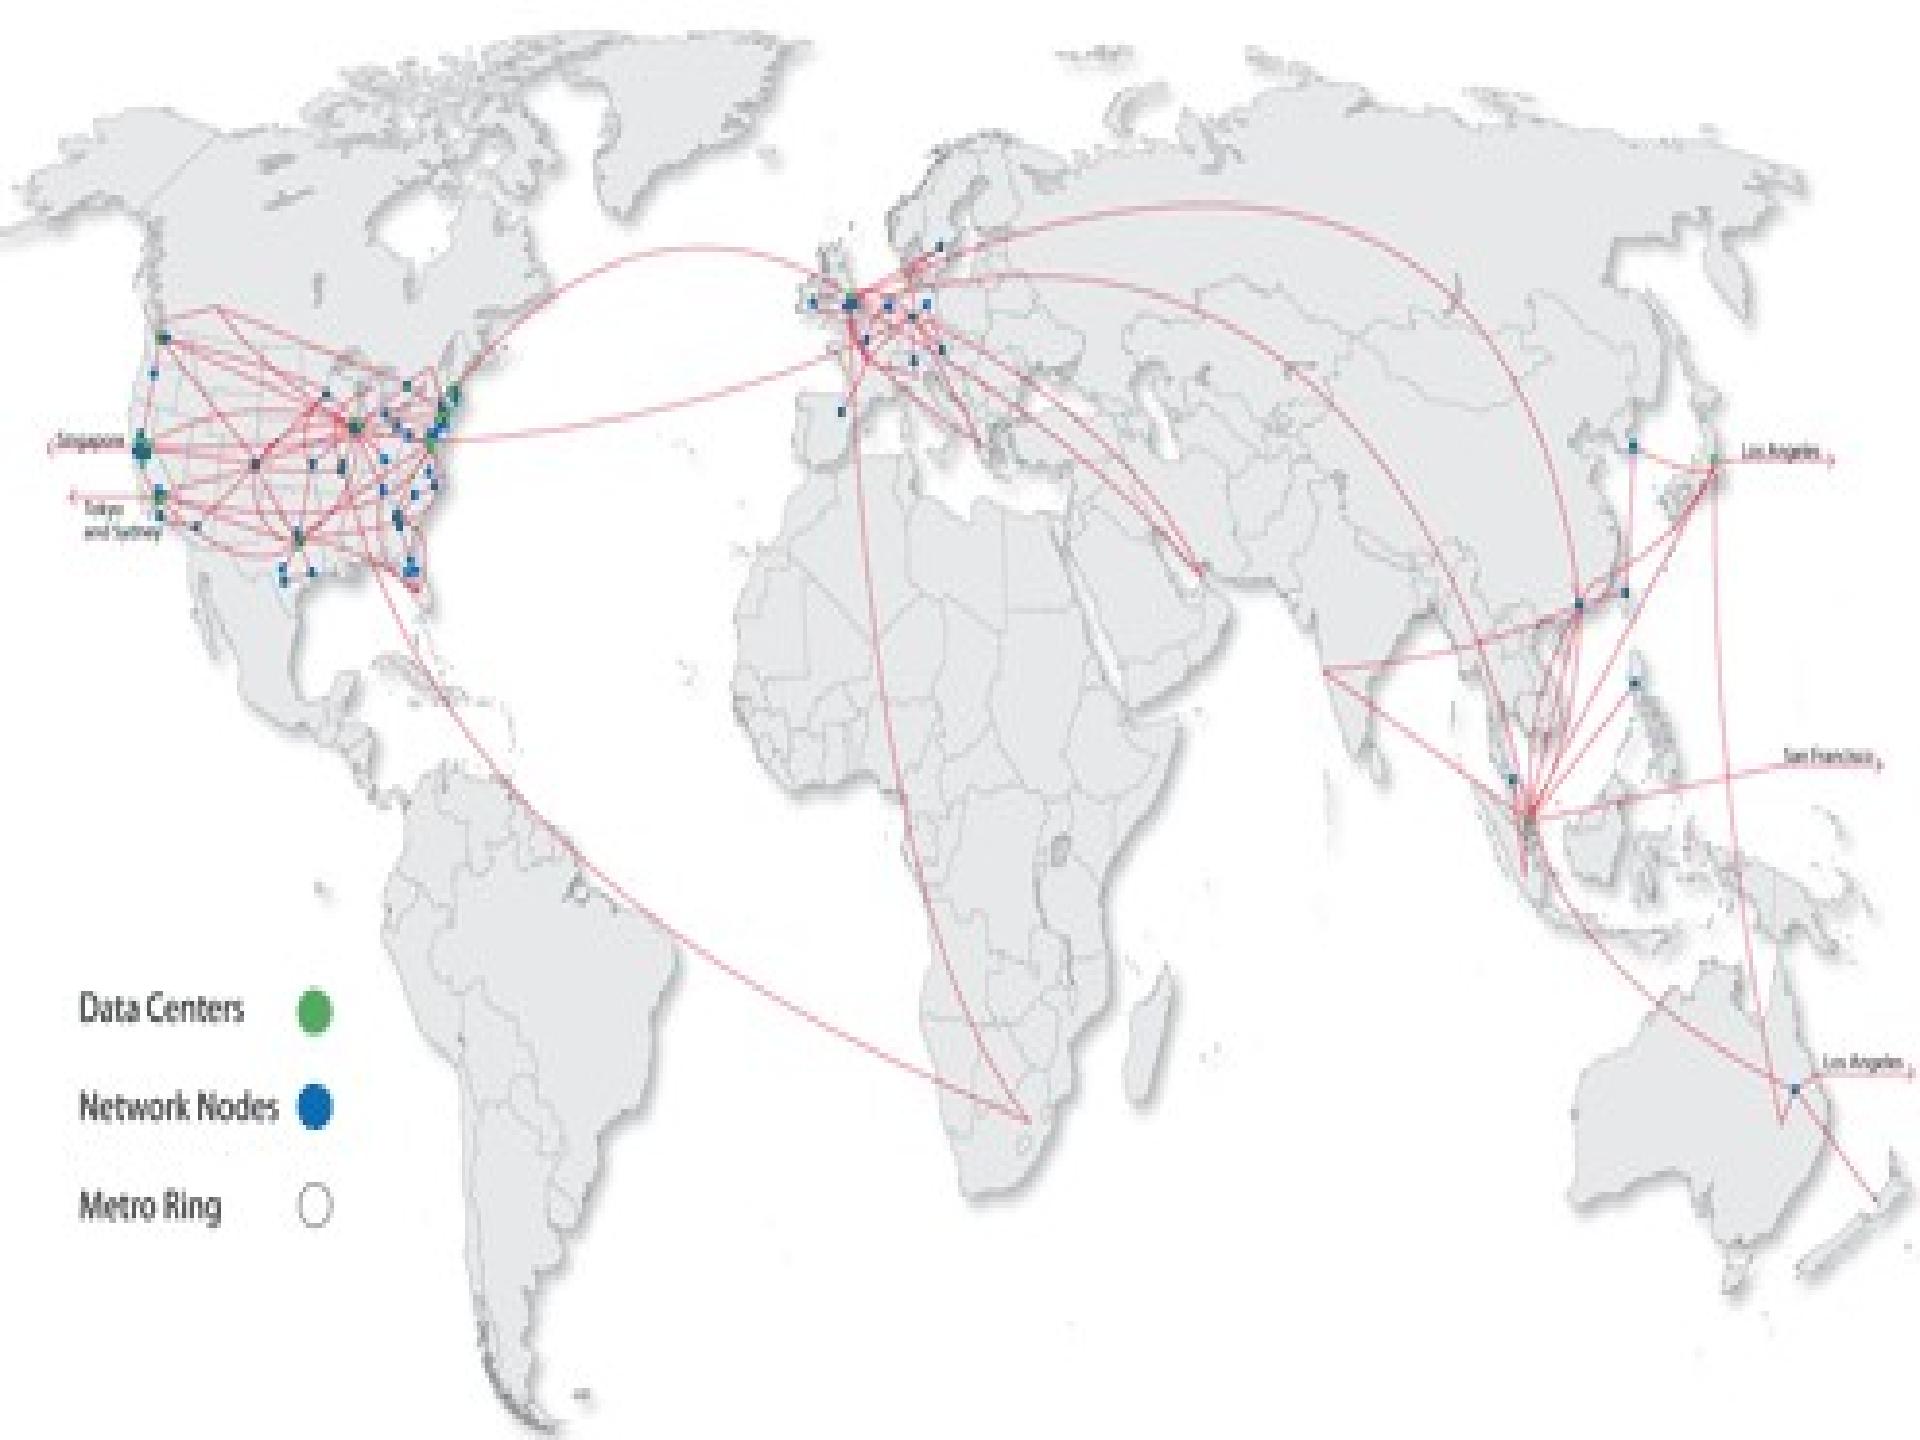 Singapore
Tokyo
and Sydney
Los Angeles
San Francisco
Los Angeles
Data Centers
Network Nodes
Metro Ring